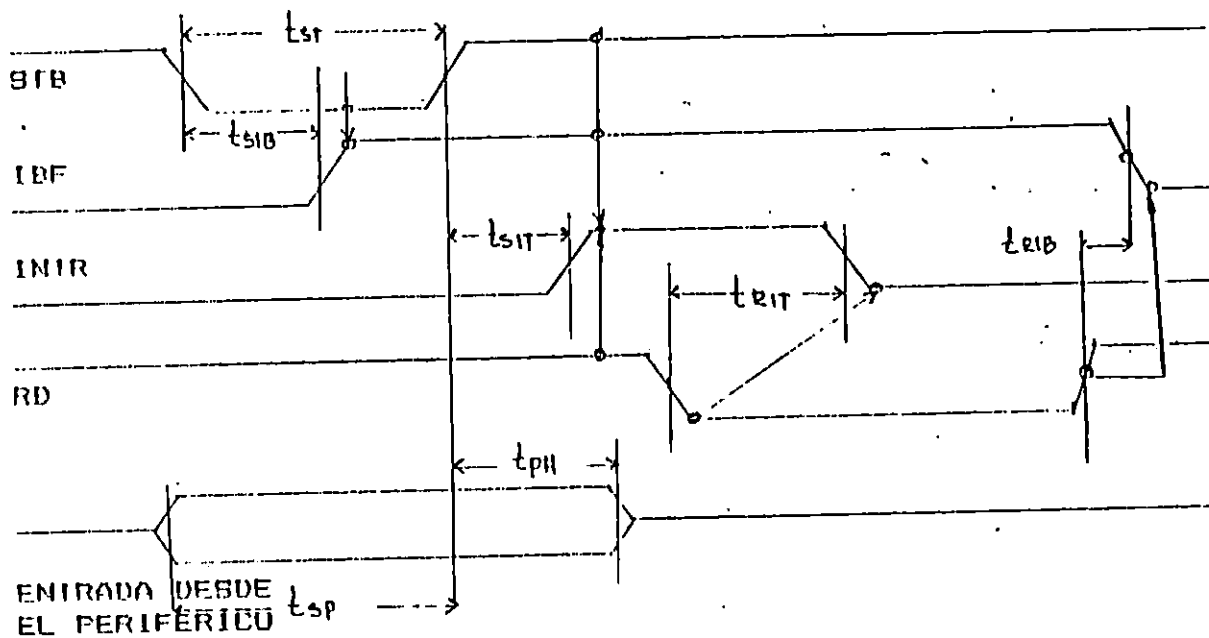 tST
STB
tSIB
IBF
tSIT
INTR
tRIB
tRIT
RD
tPH
ENTRADA DESDE
tSP
EL PERIFERICO